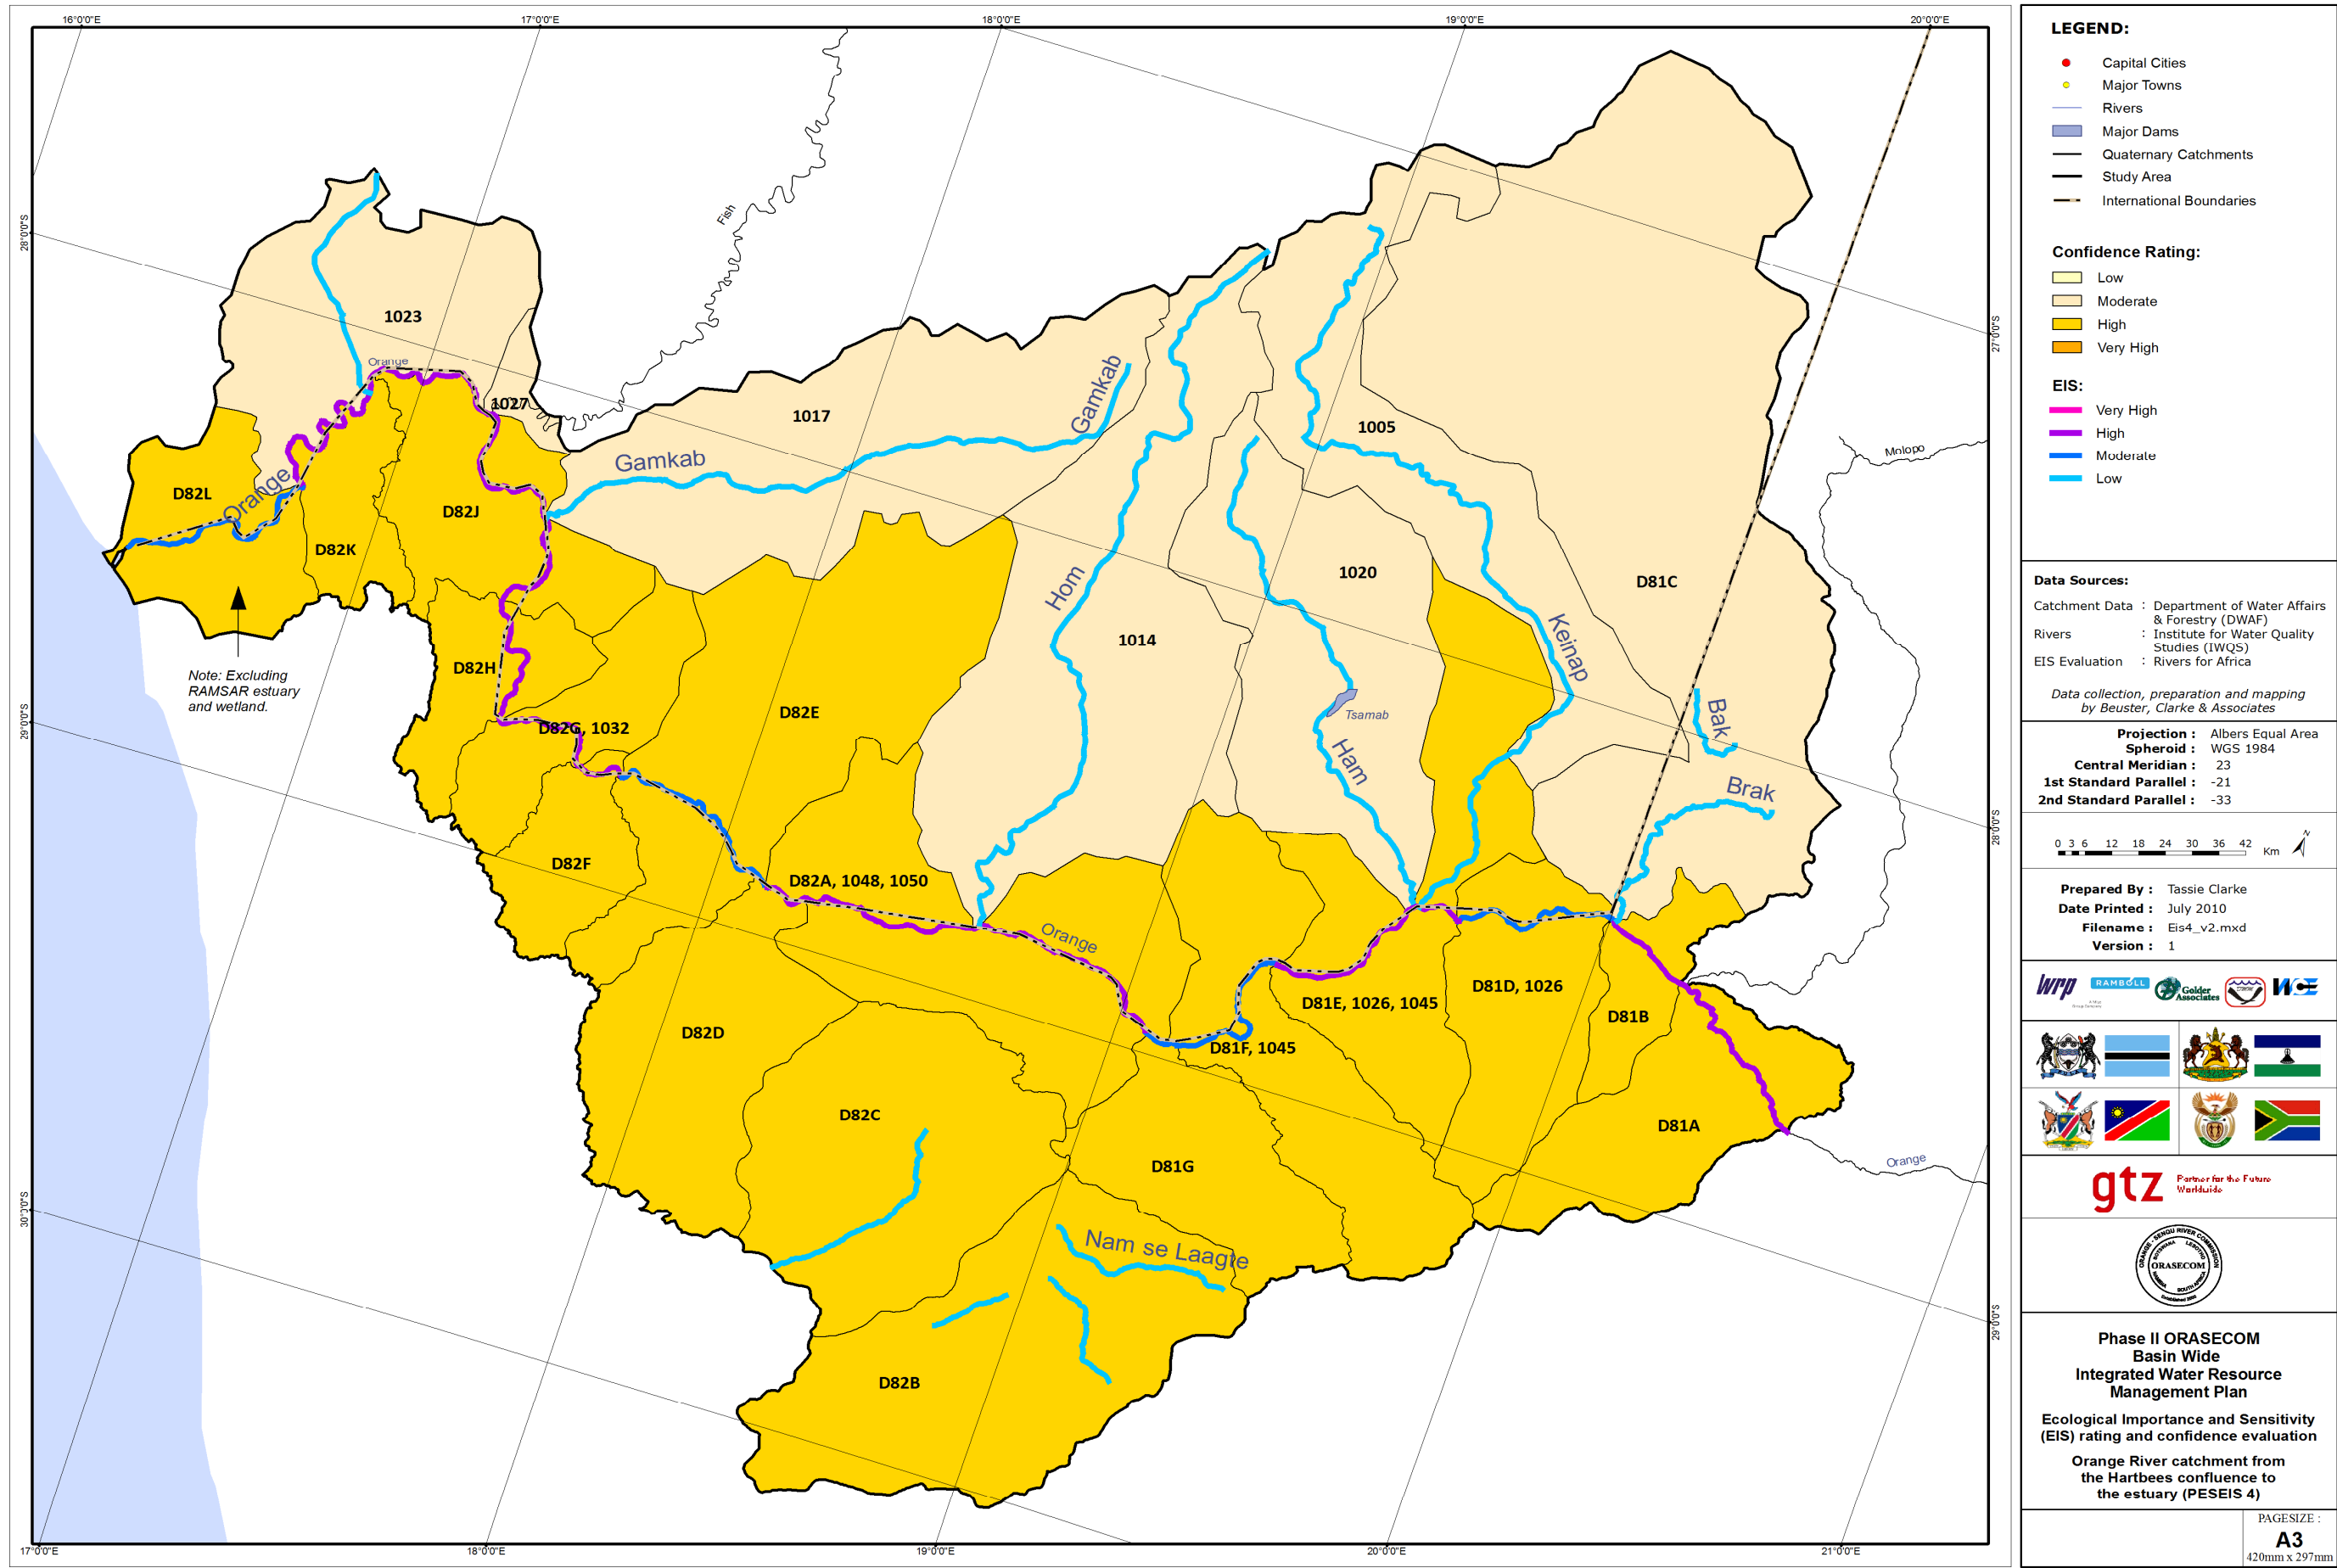 16°0'0"E
17°0'0"E
18°0'0"E
19°0'0"E
20°0'0"E
28°0'0"S
29°0'0"S
30°0'0"S
27°0'0"S
28°0'0"S
29°0'0"S
17°0'0"E
18°0'0"E
19°0'0"E
20°0'0"E
21°0'0"E
Fish
1023
Orange
1027
1017
Gamkab
Gamkab
1005
Molopo
D82L
Orange
D82J
D82K
Hom
1020
D81C
1014
Keinap
D82H
Note: Excluding
RAMSAR estuary
and wetland.
D82E
Tsamab
Bak
D82G, 1032
Ham
Brak
D82F
D82A, 1048, 1050
Orange
D81D, 1026
D81E, 1026, 1045
D81B
D82D
D81F, 1045
D82C
D81A
D81G
Orange
Nam se Laagte
D82B
LEGEND:
Capital Cities
Major Towns
Rivers
Major Dams
Quaternary Catchments
Study Area
International Boundaries
Confidence Rating:
Low
Moderate
High
Very High
EIS:
Very High
High
Moderate
Low
Data Sources:
Catchment Data : Department of Water Affairs
& Forestry (DWAF)
Rivers : Institute for Water Quality
Studies (IWQS)
EIS Evaluation : Rivers for Africa
Data collection, preparation and mapping
by Beuster, Clarke & Associates
Projection : Albers Equal Area
Spheroid : WGS 1984
Central Meridian : 23
1st Standard Parallel : -21
2nd Standard Parallel : -33
0 3 6 12 18 24 30 36 42 Km
N
Prepared By : Tassie Clarke
Date Printed : July 2010
Filename : Eis4_v2.mxd
Version : 1
wrp
RAMBOLL
Golder
Associates
WCE
gtz
Partner for the Future
Worldwide
ORANGE - SENQU RIVER COMMISSION
BOTSWANA LESOTHO
ORASECOM
NAMIBIA SOUTH AFRICA
Phase II ORASECOM
Basin Wide
Integrated Water Resource
Management Plan
Ecological Importance and Sensitivity
(EIS) rating and confidence evaluation
Orange River catchment from
the Hartbees confluence to
the estuary (PESEIS 4)
PAGESIZE :
A3
420mm x 297mm